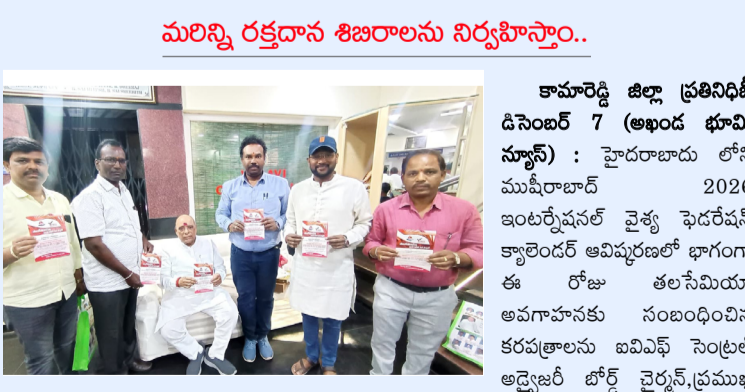 మరిన్ని రక్తదాన శిబిరాలను నిర్వహిస్తాం..
కామారెడ్డి జిల్లా ప్రతినిధి
డిసెంబర్ 7 (అఖండ భూమి
న్యూస్) : హైదరాబాదు లోని
ముషీరాబాద్ 2026
ఇంటర్నేషనల్ వైశ్య ఫెడరేషన్
క్యాలెండర్ ఆవిష్కరణలో భాగంగా
ఈ రోజు తలసేమియా
అవగాహనకు సంబంధించిన
కరపత్రాలను ఐవిఎఫ్ సెంట్రల్
అడ్వైజరీ బోర్డ్ చైర్మన్,ప్రముఖ